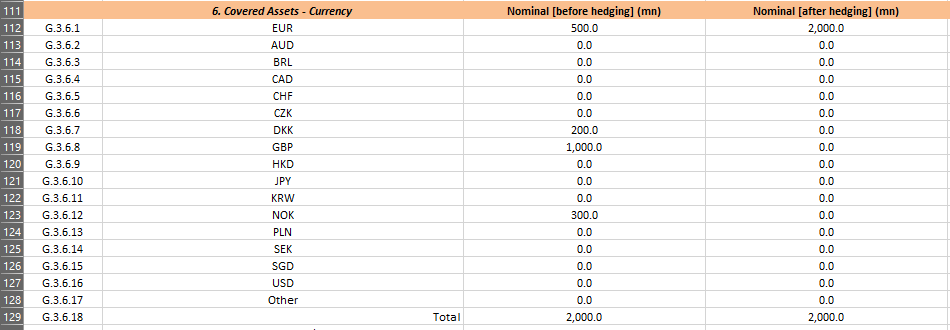 111 6. Covered Assets - Currency Nominal [before hedging] (mn) Nominal [after hedging] (mn)
112 G.3.6.1 EUR 500.0 2,000.0
113 G.3.6.2 AUD 0.0 0.0
114 G.3.6.3 BRL 0.0 0.0
115 G.3.6.4 CAD 0.0 0.0
116 G.3.6.5 CHF 0.0 0.0
117 G.3.6.6 CZK 0.0 0.0
118 G.3.6.7 DKK 200.0 0.0
119 G.3.6.8 GBP 1,000.0 0.0
120 G.3.6.9 HKD 0.0 0.0
121 G.3.6.10 JPY 0.0 0.0
122 G.3.6.11 KRW 0.0 0.0
123 G.3.6.12 NOK 300.0 0.0
124 G.3.6.13 PLN 0.0 0.0
125 G.3.6.14 SEK 0.0 0.0
126 G.3.6.15 SGD 0.0 0.0
127 G.3.6.16 USD 0.0 0.0
128 G.3.6.17 Other 0.0 0.0
129 G.3.6.18 Total 2,000.0 2,000.0